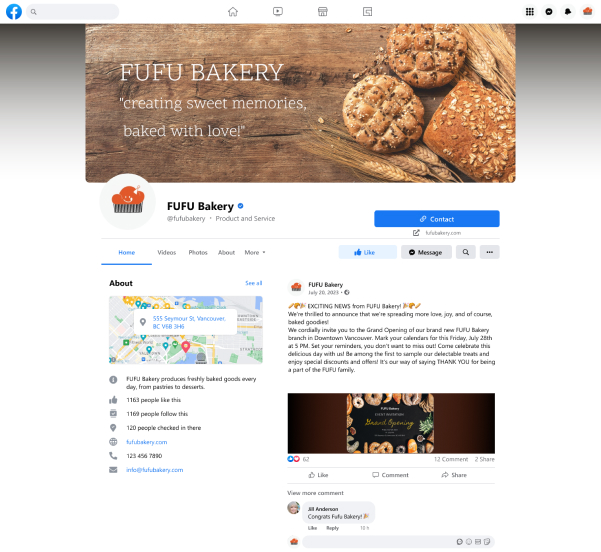 FUFU BAKERY
"creating sweet memories,
baked with love!"
FUFU Bakery
@fufubakery • Product and Service
Contact
fufubakery.com
Home
Videos
Photos
About
More
Like
Message
About
See all
555 Seymour St, Vancouver,
BC V6B 3H6
FUFU Bakery produces freshly baked goods every
day, from pastries to desserts.
1163 people like this
1169 people follow this
120 people checked in there
fufubakery.com
123 456 7890
info@fufubakery.com
FUFU Bakery
July 20, 2023 •
🥖🥐🎉 EXCITING NEWS from FUFU Bakery! 🎉🥐🥖
We're thrilled to announce that we're spreading more love, joy, and of course,
baked goodies!
We cordially invite you to the Grand Opening of our brand new FUFU Bakery
branch in Downtown Vancouver. Mark your calendars for this Friday, July 28th
at 5 PM. Set your reminders, you don't want to miss out! Come celebrate this
delicious day with us! Be among the first to sample our delectable treats and
enjoy special discounts and offers! It's our way of saying THANK YOU for being
a part of the FUFU family.
FUFU Bakery
Grand Opening
62
12 Comment 2 Share
Like
Comment
Share
View more comment
Jill Anderson
Congrats Fufu Bakery! 🎉
Like Reply 10 h